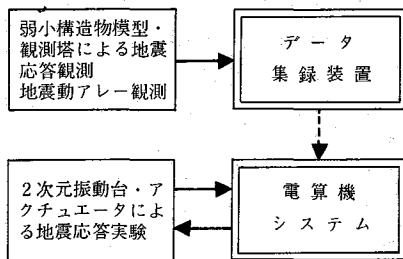 弱小構造物模型・
観測塔による地震
応答観測
地震動アレー観測
データ
集録装置
2次元振動台・ア
クチュエータによ
る地震応答実験
電算機
システム